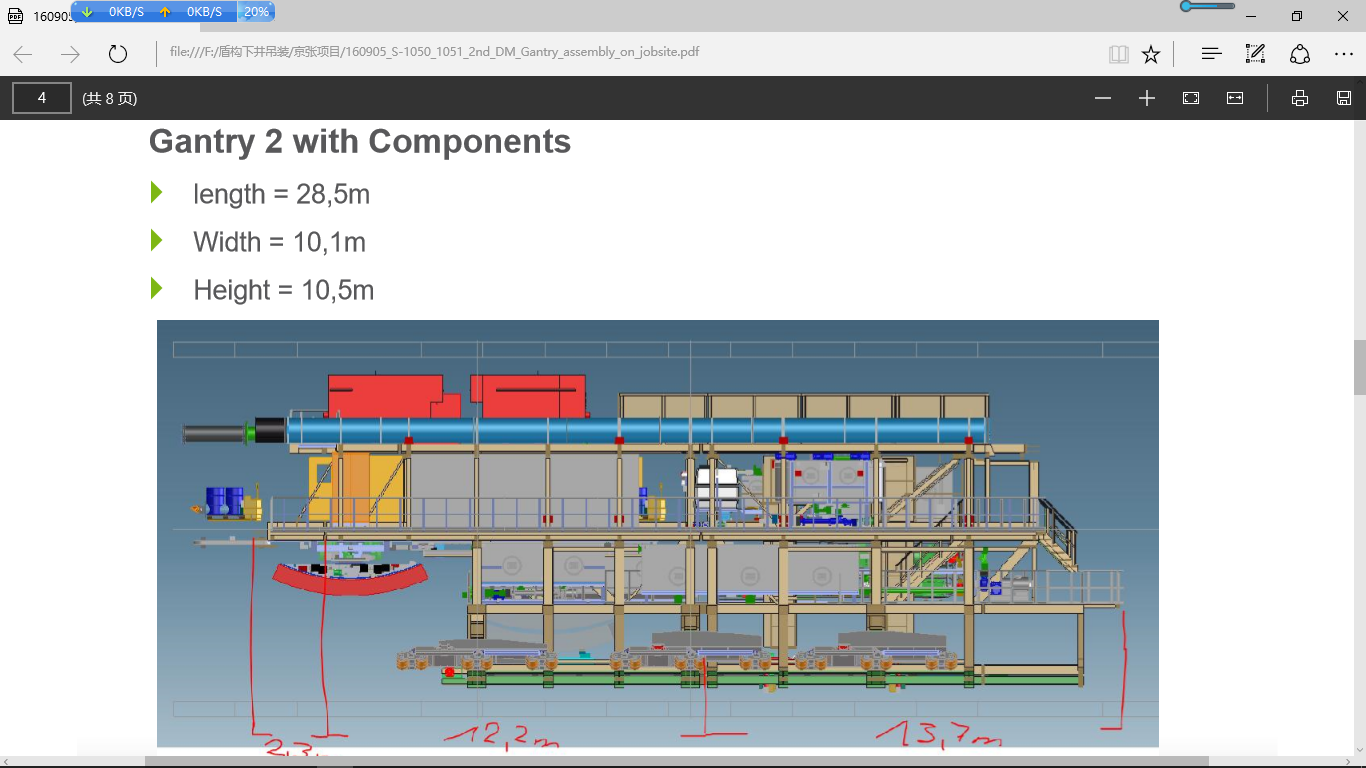 160905
0KB/S 0KB/S 20%
file:///F:/盾构下井吊装/京张项目/160905_S-1050_1051_2nd_DM_Gantry_assembly_on_jobsite.pdf
4 (共 8 页)
Gantry 2 with Components
length = 28,5m
Width = 10,1m
Height = 10,5m
12,2m 13,7m
2,3